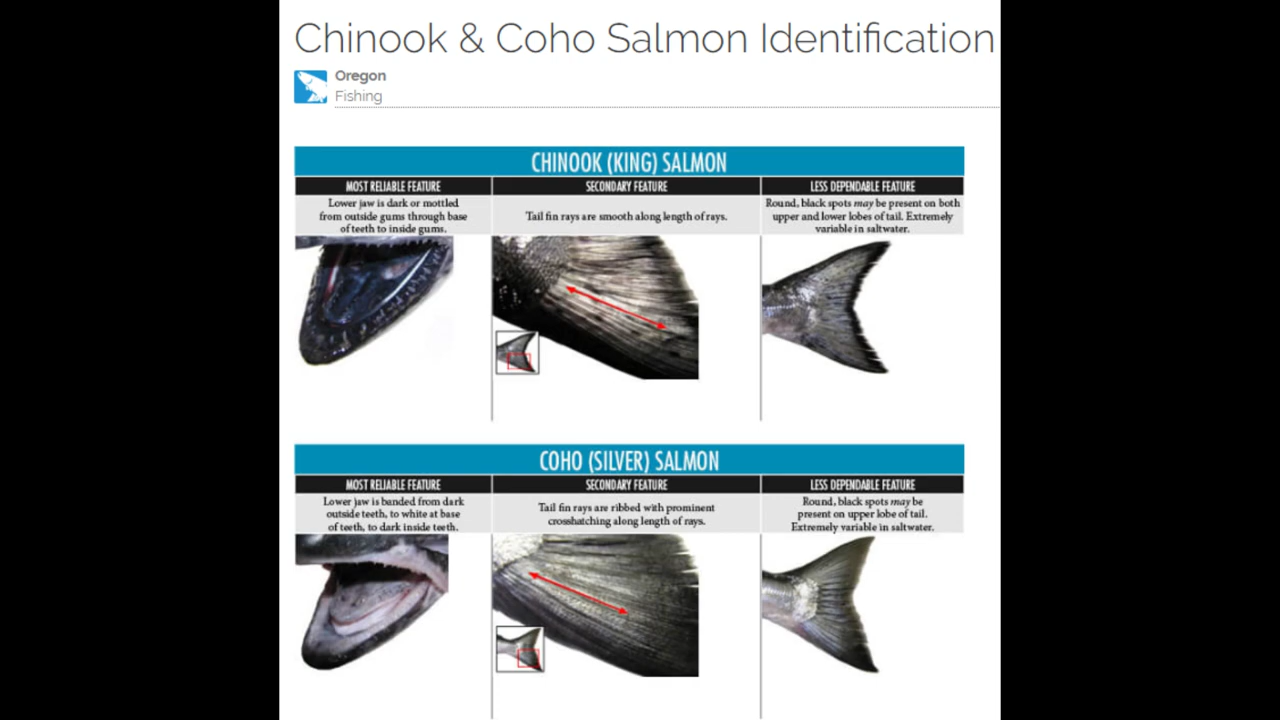 Chinook & Coho Salmon Identification
Oregon
Fishing
CHINOOK (KING) SALMON
MOST RELIABLE FEATURE
Lower jaw is dark or mottled
from outside gums through base
of teeth to inside gums.
SECONDARY FEATURE
Tail fin rays are smooth along length of rays.
LESS DEPENDABLE FEATURE
Round, black spots may be present on both
upper and lower lobes of tail. Extremely
variable in saltwater.
COHO (SILVER) SALMON
MOST RELIABLE FEATURE
Lower jaw is banded from dark
outside teeth, to white at base
of teeth, to dark inside teeth.
SECONDARY FEATURE
Tail fin rays are ribbed with prominent
crosshatching along length of rays.
LESS DEPENDABLE FEATURE
Round, black spots may be
present on upper lobe of tail.
Extremely variable in saltwater.